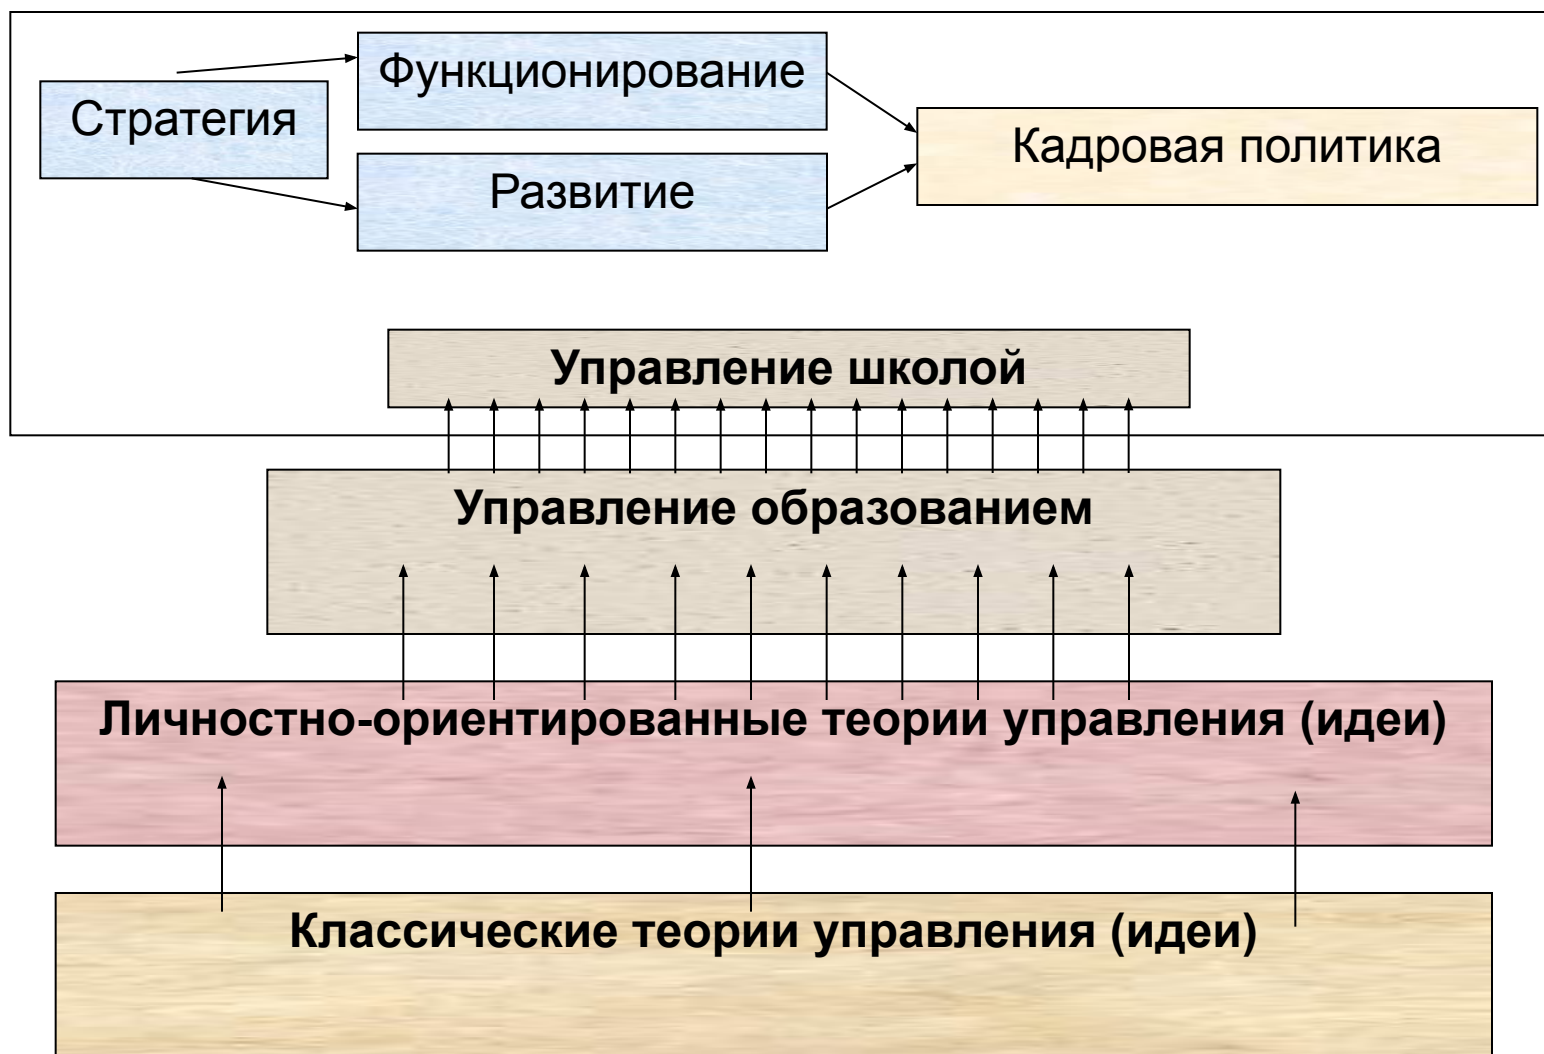 Функционирование
Стратегия
Кадровая политика
Развитие
Управление школой
Управление образованием
Личностно-ориентированные теории управления (идеи)
Классические теории управления (идеи)